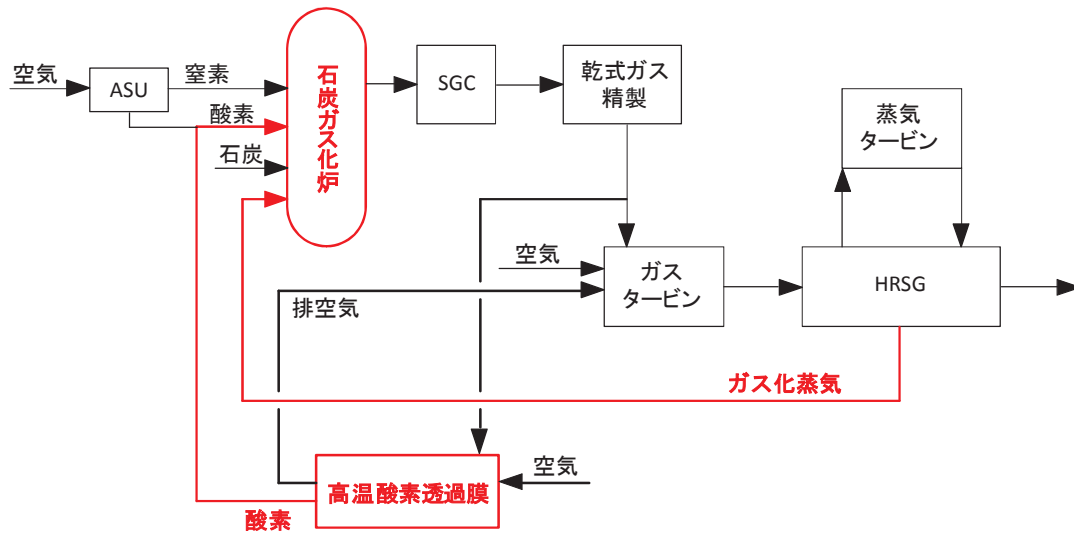 空気
ASU
窒素
酸素
石炭
石炭ガス化炉
SGC
乾式ガス
精製
蒸気
タービン
空気
ガス
タービン
HRSG
排空気
ガス化蒸気
高温酸素透過膜
空気
酸素